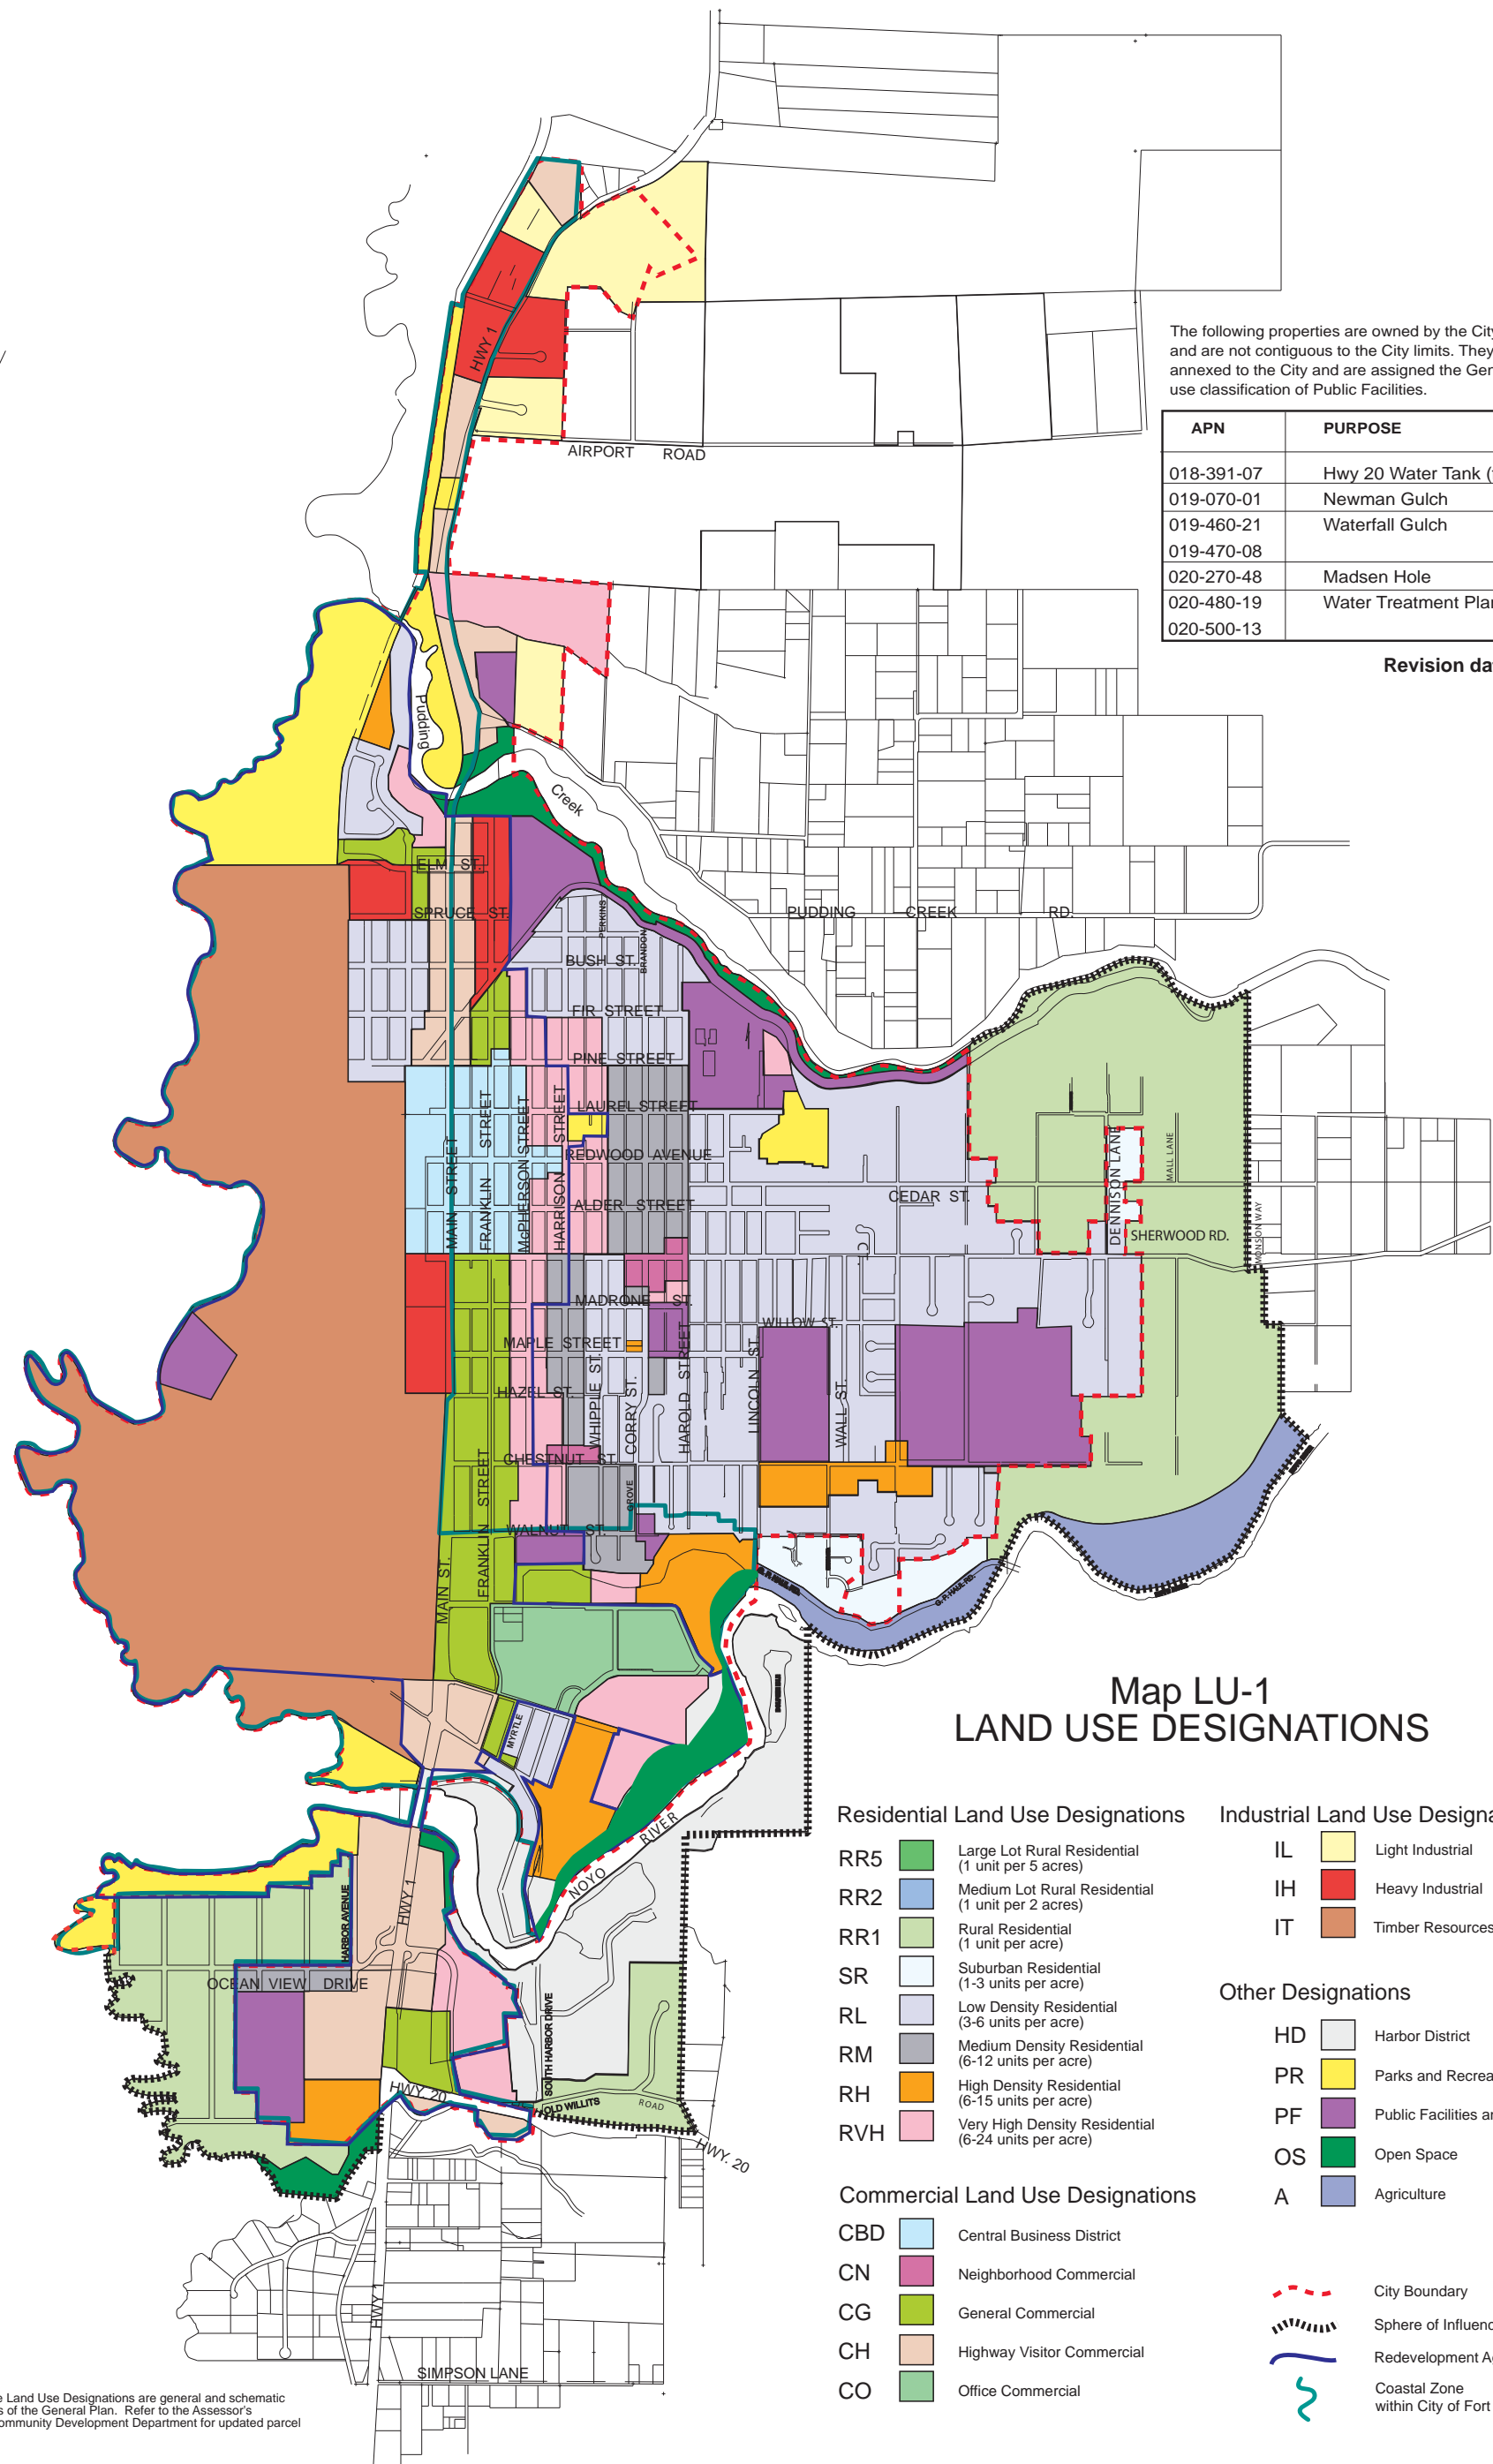 The following properties are owned by the City
and are not contiguous to the City limits. They
annexed to the City and are assigned the Gen
use classification of Public Facilities.
APN PURPOSE
018-391-07 Hwy 20 Water Tank (
019-070-01 Newman Gulch
019-460-21 Waterfall Gulch
019-470-08
020-270-48 Madsen Hole
020-480-19 Water Treatment Plan
020-500-13
Revision da
HWY 1
AIRPORT ROAD
Pudding
Creek
ELM ST.
SPRUCE ST.
PERKINS
BRANDON
BUSH ST.
PUDDING CREEK RD.
FIR STREET
PINE STREET
LAUREL STREET
REDWOOD AVENUE
ALDER STREET
MAIN STREET
FRANKLIN STREET
McPHERSON STREET
HARRISON STREET
CEDAR ST.
CT.
DENNISON LANE
MALL LANE
SHERWOOD RD.
MONSON WAY
MADRONE ST.
WILLOW ST.
MAPLE STREET
HAZEL ST.
WHIPPLE ST.
CORRY ST.
HAROLD STREET
LINCOLN ST.
WALL ST.
CHESTNUT ST.
GROVE
WALNUT ST.
MAIN ST.
FRANKLIN STREET
G. P. HAUL RD.
G. P. HAUL RD.
MYRTLE
NOYO RIVER
HWY 1
HARBOR AVENUE
OCEAN VIEW DRIVE
SOUTH HARBOR DRIVE
HWY. 20
OLD WILLITS ROAD
HWY. 20
HWY 1
SIMPSON LANE
Map LU-1
LAND USE DESIGNATIONS
Residential Land Use Designations
RR5 Large Lot Rural Residential
(1 unit per 5 acres)
RR2 Medium Lot Rural Residential
(1 unit per 2 acres)
RR1 Rural Residential
(1 unit per acre)
SR Suburban Residential
(1-3 units per acre)
RL Low Density Residential
(3-6 units per acre)
RM Medium Density Residential
(6-12 units per acre)
RH High Density Residential
(6-15 units per acre)
RVH Very High Density Residential
(6-24 units per acre)
Commercial Land Use Designations
CBD Central Business District
CN Neighborhood Commercial
CG General Commercial
CH Highway Visitor Commercial
CO Office Commercial
Industrial Land Use Designa
IL Light Industrial
IH Heavy Industrial
IT Timber Resources
Other Designations
HD Harbor District
PR Parks and Recrea
PF Public Facilities an
OS Open Space
A Agriculture
City Boundary
Sphere of Influenc
Redevelopment A
Coastal Zone
within City of Fort
e Land Use Designations are general and schematic
s of the General Plan. Refer to the Assessor's
ommunity Development Department for updated parcel